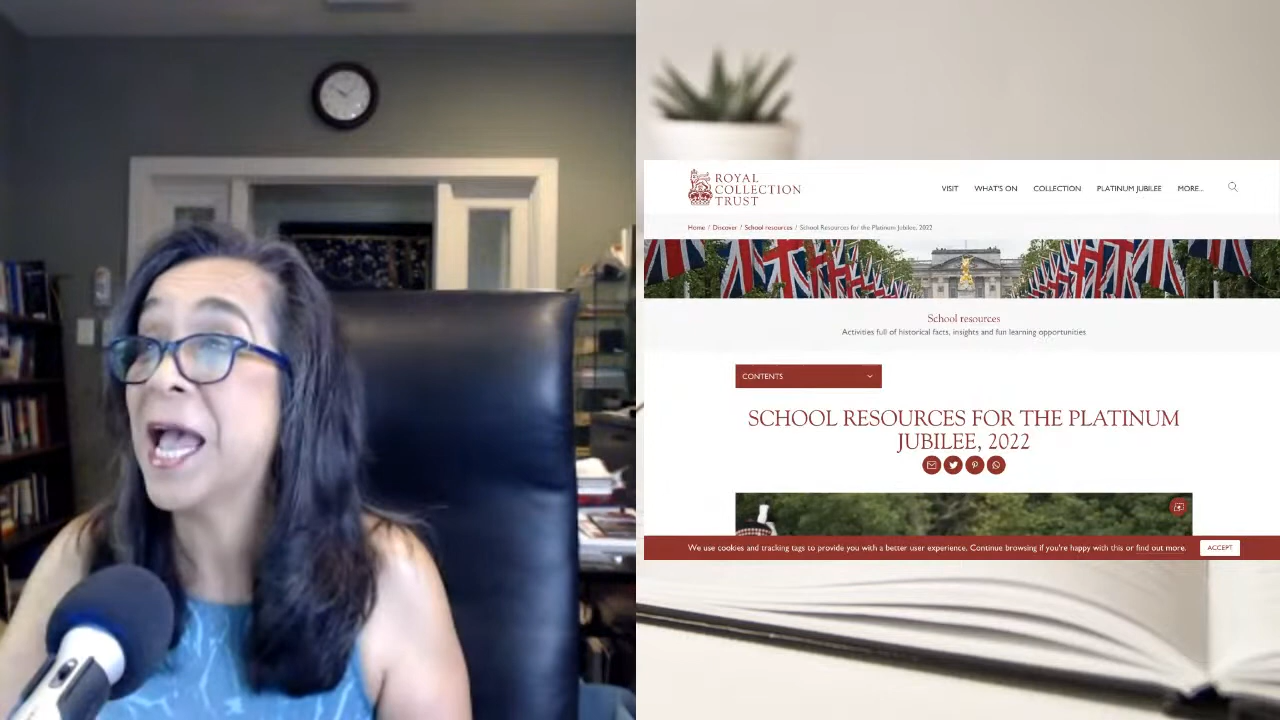 ROYAL
COLLECTION
TRUST
VISIT WHAT'S ON COLLECTION PLATINUM JUBILEE MORE...
Home / Discover / School resources / School Resources for the Platinum Jubilee, 2022
School resources
Activities full of historical facts, insights and fun learning opportunities
CONTENTS
SCHOOL RESOURCES FOR THE PLATINUM
JUBILEE, 2022
We use cookies and tracking tags to provide you with a better user experience. Continue browsing if you're happy with this or find out more. ACCEPT